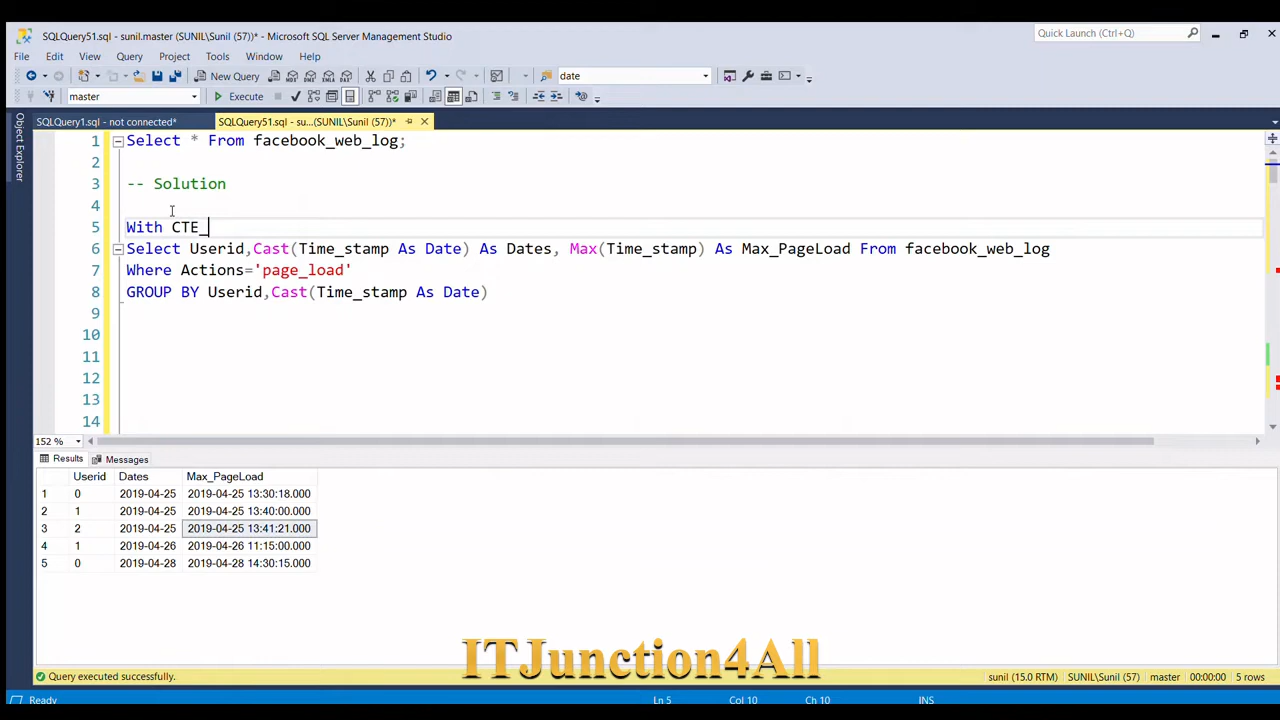 SQLQuery51.sql - sunil.master (SUNIL\Sunil (57))* - Microsoft SQL Server Management Studio
Quick Launch (Ctrl+Q)
File Edit View Query Project Tools Window Help
New Query
date
master
Execute
SQLQuery1.sql - not connected*
SQLQuery51.sql - su...(SUNIL\Sunil (57))*
Object Explorer
1 Select * From facebook_web_log;
2
3 -- Solution
4
5 With CTE_
6 Select Userid,Cast(Time_stamp As Date) As Dates, Max(Time_stamp) As Max_PageLoad From facebook_web_log
7 Where Actions='page_load'
8 GROUP BY Userid,Cast(Time_stamp As Date)
9
10
11
12
13
14
152 %
Results Messages
Userid Dates Max_PageLoad
1 0 2019-04-25 2019-04-25 13:30:18.000
2 1 2019-04-25 2019-04-25 13:40:00.000
3 2 2019-04-25 2019-04-25 13:41:21.000
4 1 2019-04-26 2019-04-26 11:15:00.000
5 0 2019-04-28 2019-04-28 14:30:15.000
ITJunction4All
Query executed successfully.
sunil (15.0 RTM) SUNIL\Sunil (57) master 00:00:00 5 rows
Ready Ln 5 Col 10 Ch 10 INS